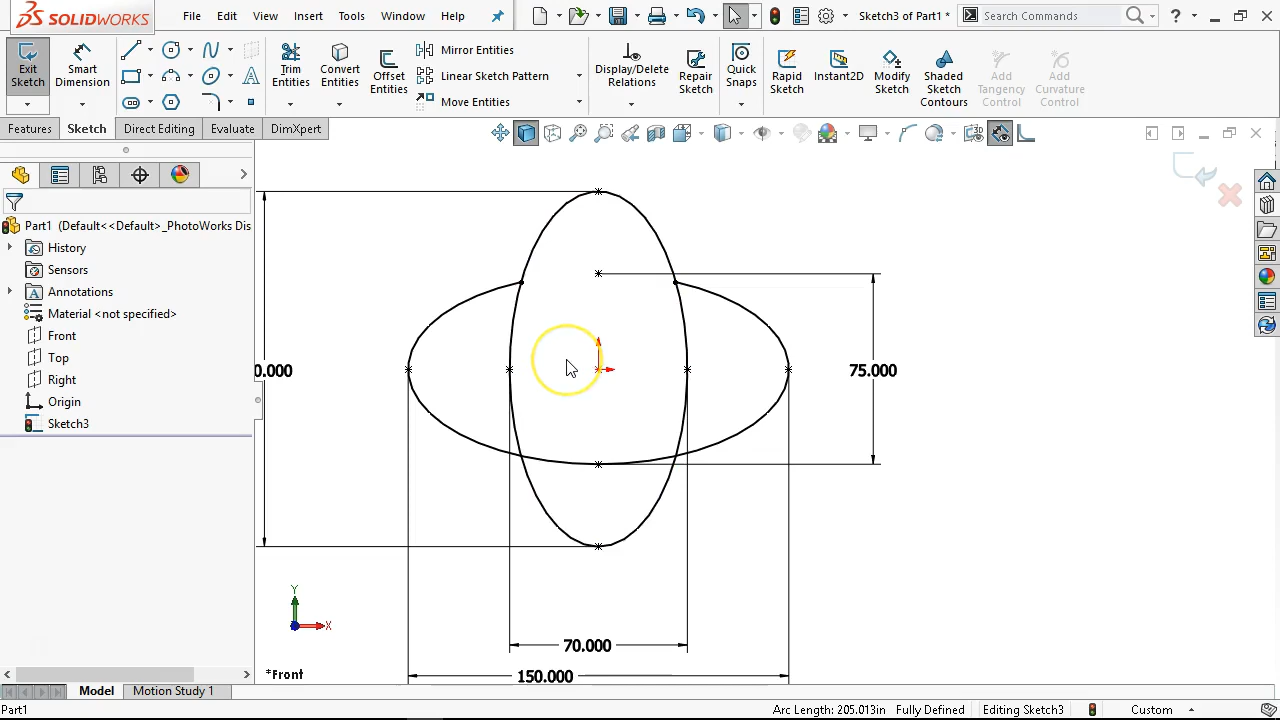 SOLIDWORKS
File Edit View Insert Tools Window Help
Sketch3 of Part1 *
Search Commands
Exit Sketch
Smart Dimension
Trim Entities
Convert Entities
Offset Entities
Mirror Entities
Linear Sketch Pattern
Move Entities
Display/Delete Relations
Repair Sketch
Quick Snaps
Rapid Sketch
Instant2D
Modify Sketch
Shaded Sketch Contours
Add Tangency Control
Add Curvature Control
Features Sketch Direct Editing Evaluate DimXpert
Part1 (Default<<Default>_PhotoWorks Dis
History
Sensors
Annotations
Material <not specified>
Front
Top
Right
Origin
Sketch3
0.000
75.000
70.000
150.000
Y
X
*Front
Model Motion Study 1
Part1
Arc Length: 205.013in Fully Defined Editing Sketch3 Custom